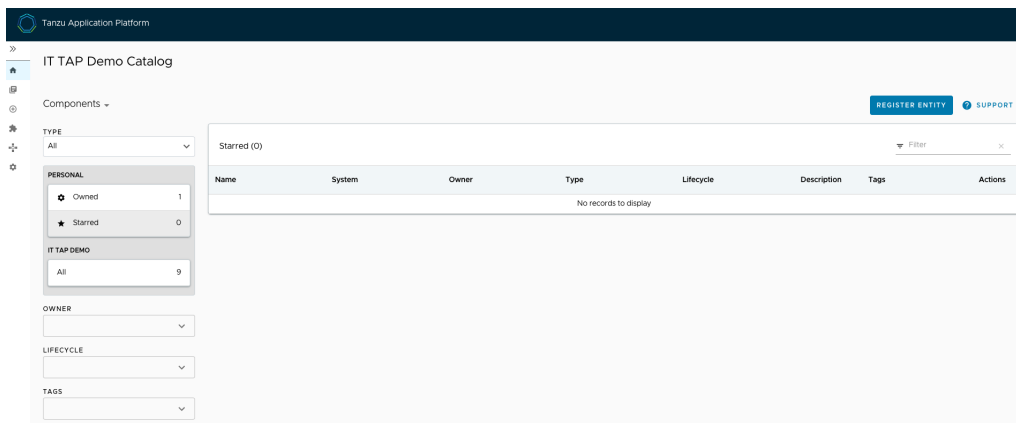 Tanzu Application Platform
IT TAP Demo Catalog
Components
REGISTER ENTITY
SUPPORT
TYPE
All
PERSONAL
Owned 1
Starred 0
IT TAP DEMO
All 9
OWNER
LIFECYCLE
TAGS
Starred (0)
Filter
Name System Owner Type Lifecycle Description Tags Actions
No records to display